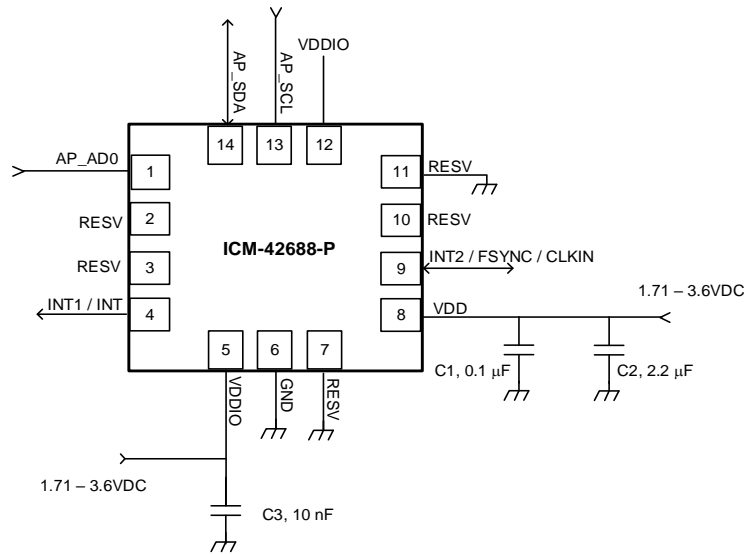 AP_SDA
AP_SCL
VDDIO
14
13
12
AP_AD0
1
11
RESV
RESV
2
10
RESV
ICM-42688-P
RESV
3
9
INT2 / FSYNC / CLKIN
INT1 / INT
4
8
VDD
1.71 – 3.6VDC
5
6
7
VDDIO
GND
RESV
C1, 0.1 μF
C2, 2.2 μF
1.71 – 3.6VDC
C3, 10 nF